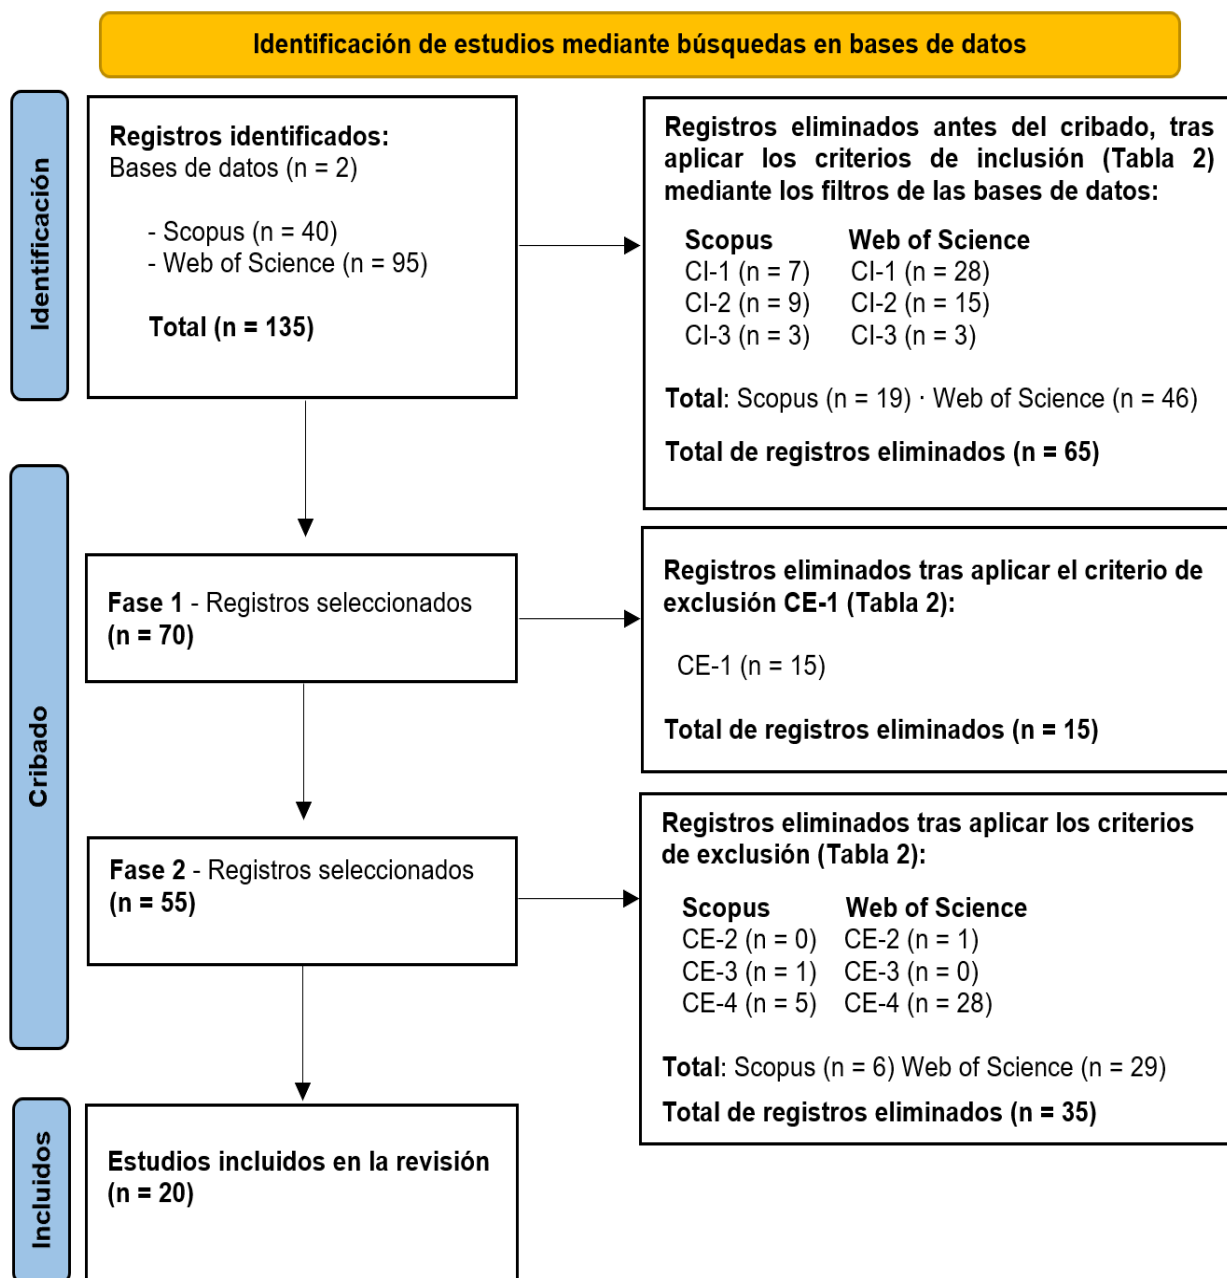 Identificación de estudios mediante búsquedas en bases de datos
Identificación
Registros identificados:
Bases de datos (n = 2)
- Scopus (n = 40)
- Web of Science (n = 95)
Total (n = 135)
Registros eliminados antes del cribado, tras
aplicar los criterios de inclusión (Tabla 2)
mediante los filtros de las bases de datos:
Scopus Web of Science
CI-1 (n = 7) CI-1 (n = 28)
CI-2 (n = 9) CI-2 (n = 15)
CI-3 (n = 3) CI-3 (n = 3)
Total: Scopus (n = 19) · Web of Science (n = 46)
Total de registros eliminados (n = 65)
Cribado
Fase 1 - Registros seleccionados
(n = 70)
Registros eliminados tras aplicar el criterio de
exclusión CE-1 (Tabla 2):
CE-1 (n = 15)
Total de registros eliminados (n = 15)
Fase 2 - Registros seleccionados
(n = 55)
Registros eliminados tras aplicar los criterios
de exclusión (Tabla 2):
Scopus Web of Science
CE-2 (n = 0) CE-2 (n = 1)
CE-3 (n = 1) CE-3 (n = 0)
CE-4 (n = 5) CE-4 (n = 28)
Total: Scopus (n = 6) Web of Science (n = 29)
Total de registros eliminados (n = 35)
Incluidos
Estudios incluidos en la revisión
(n = 20)